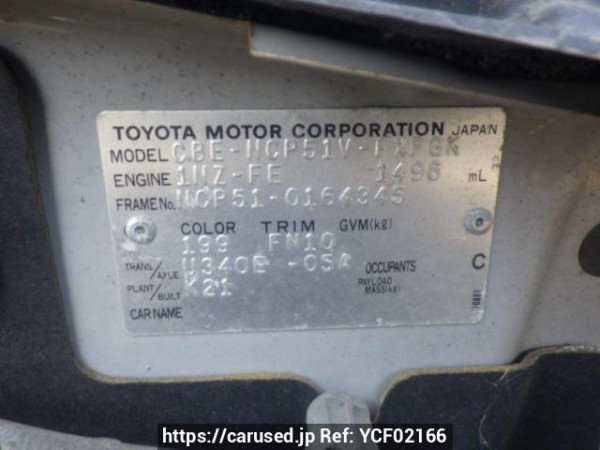 TOYOTA MOTOR CORPORATION JAPAN
MODEL CBE-NCP51V-EXPGK
ENGINE 1NZ-FE 1496 mL
FRAME No. NCP51-0164345
COLOR TRIM GVM(kg)
199 FN10
TRANS/AXLE U340E -05A OCCUPANTS C
PLANT/BUILT K21 PAYLOAD MASS(kg)
CAR NAME
https://carused.jp Ref: YCF02166